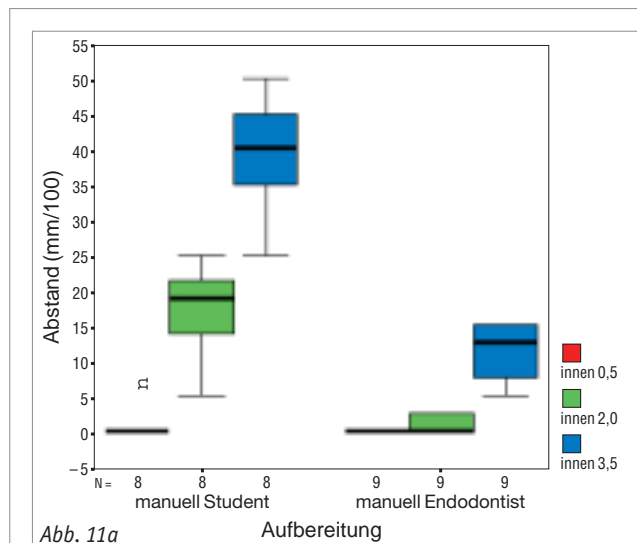 55
50
45
40
35
30
25
20
15
10
5
0
–5
Abstand (mm/100)
n
N = 8 8 8 9 9 9
manuell Student manuell Endodontist
Aufbereitung
innen 0,5
innen 2,0
innen 3,5
Abb. 11a